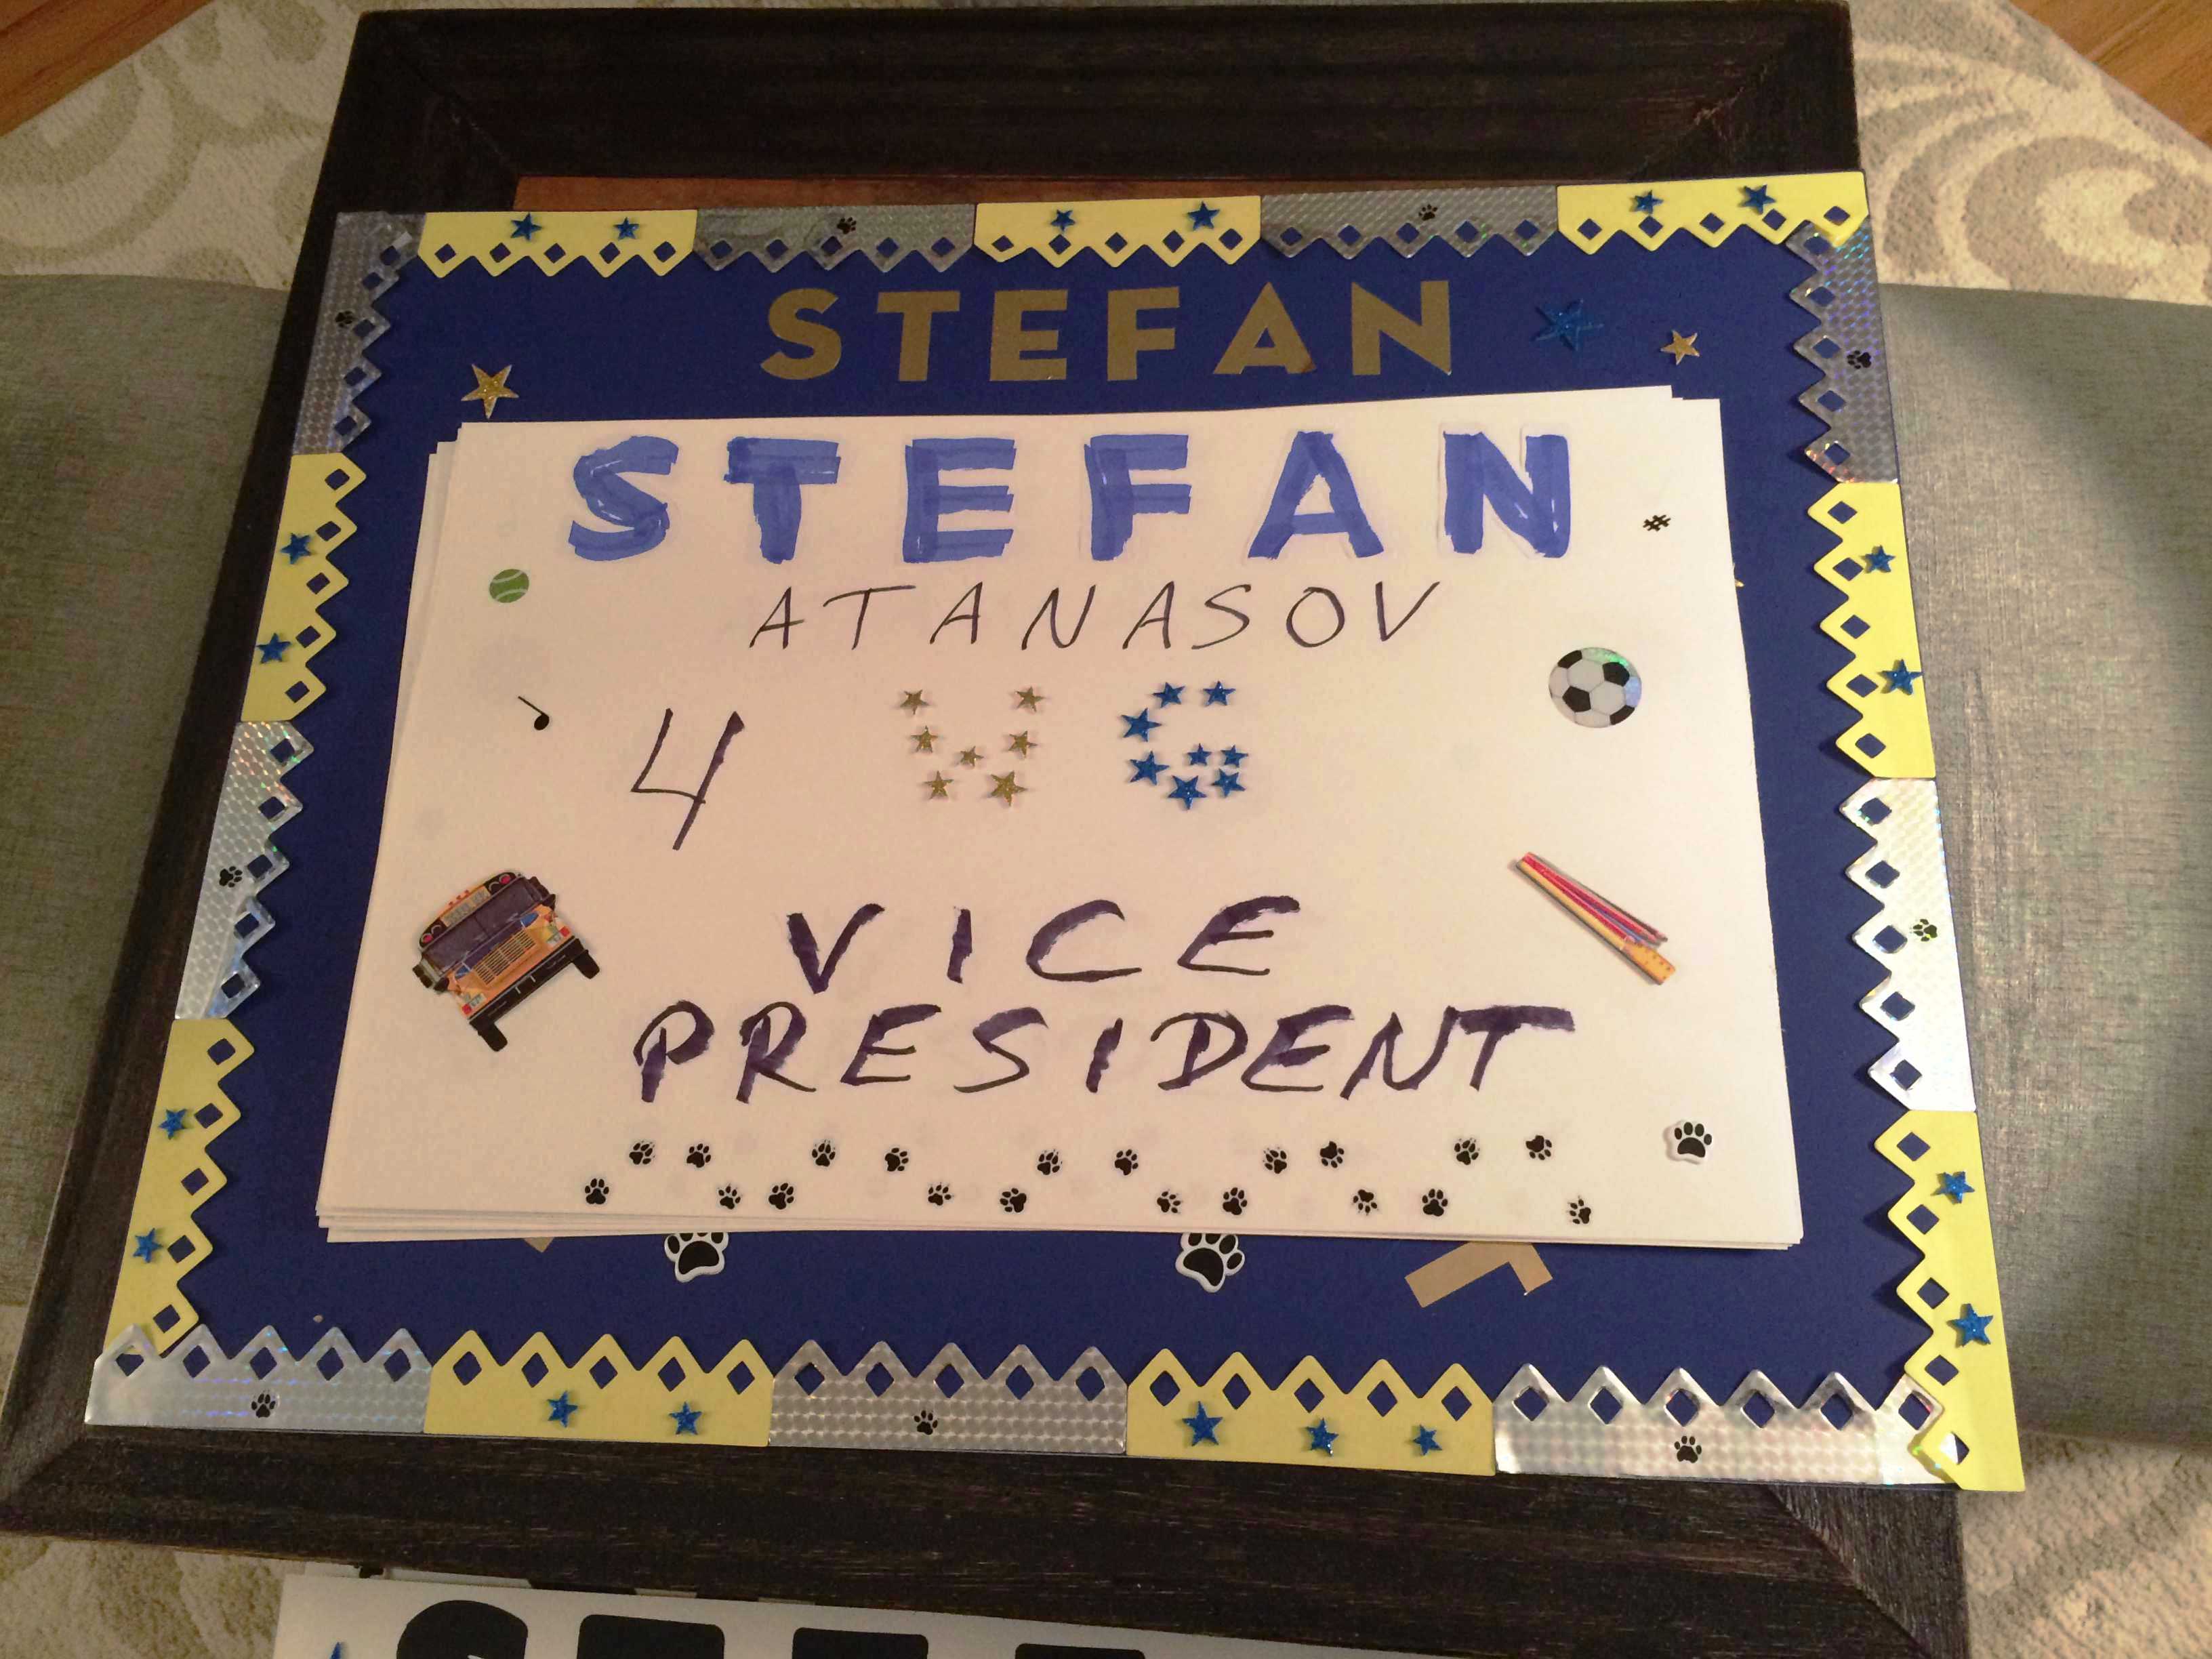 STEFAN
STEFAN
#
ATANASOV
4 VG
VICE
PRESIDENT